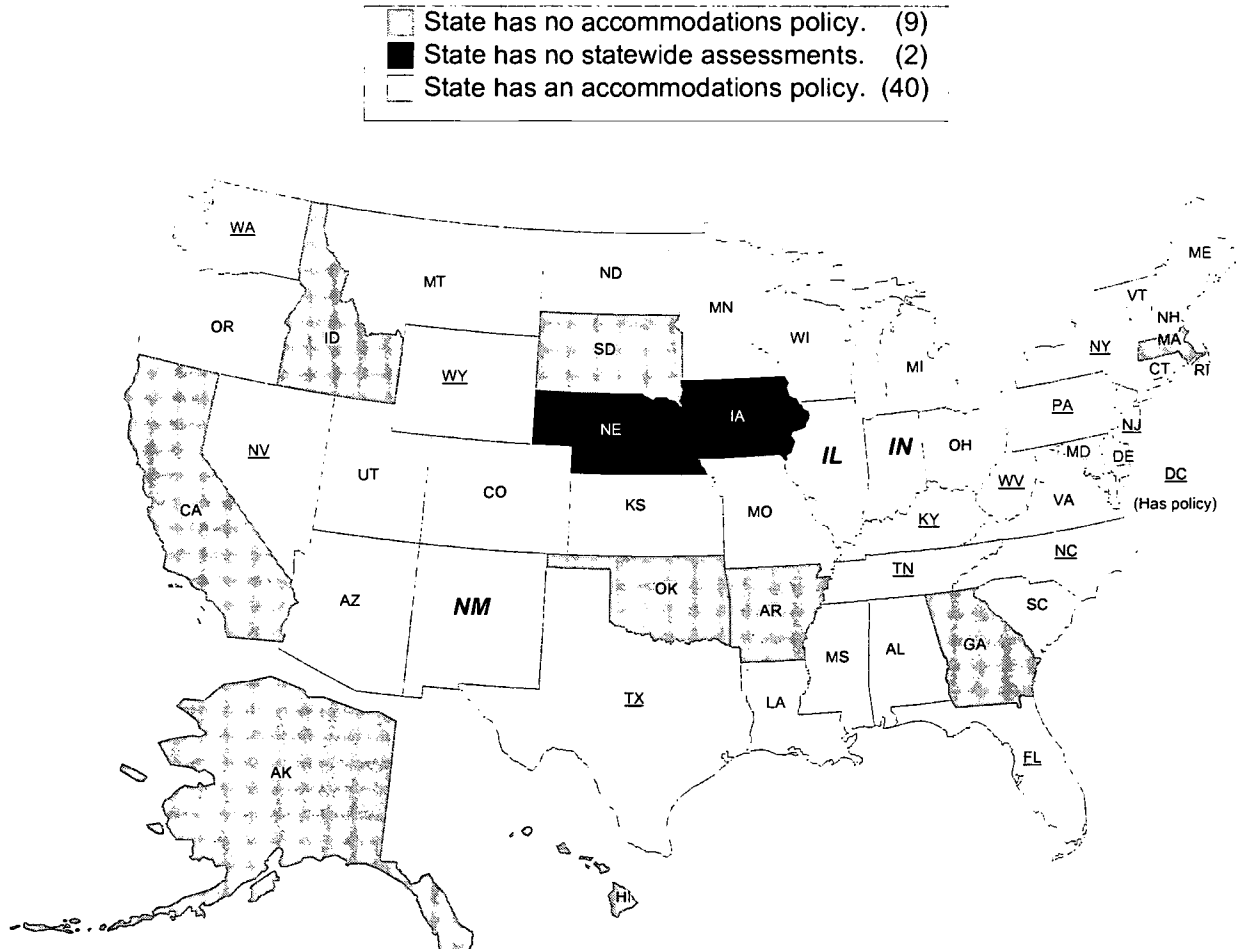 State has no accommodations policy. (9)
State has no statewide assessments. (2)
State has an accommodations policy. (40)
WA
ME
MT
ND
VT
MN
NH
OR
ID
SD
WI
NY
MA
MI
CT
RI
WY
PA
NE
IA
NJ
NV
IL
IN
OH
MD
DE
UT
CO
WV
DC
CA
KS
MO
VA
(Has policy)
KY
NC
TN
AZ
NM
OK
AR
SC
MS
AL
GA
TX
LA
FL
AK
HI